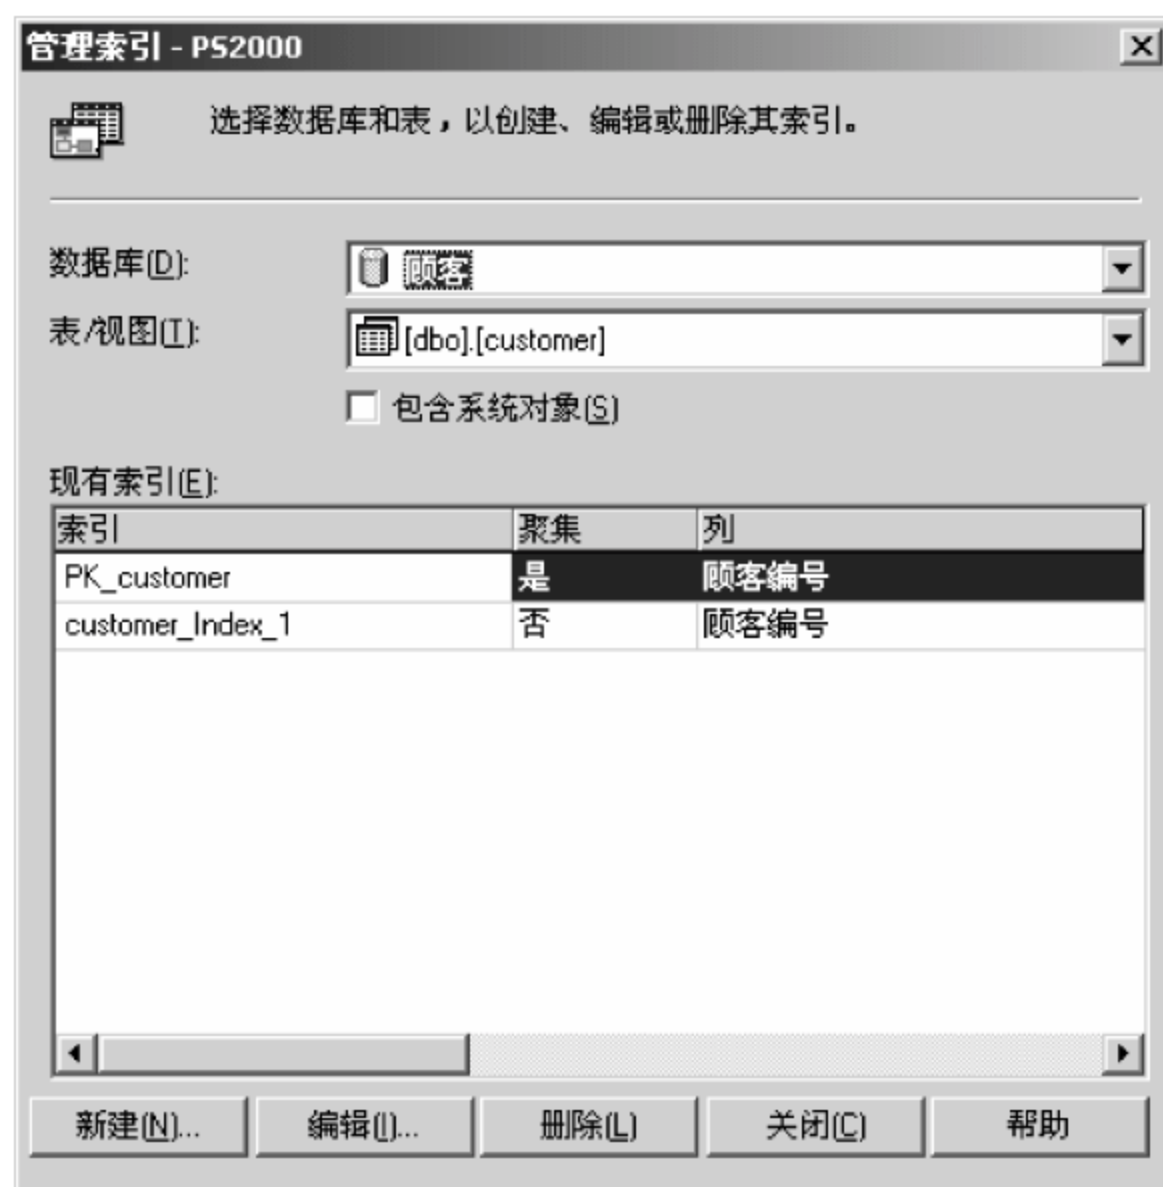 管理索引 - PS2000
选择数据库和表，以创建、编辑或删除其索引。
数据库(D):
顾客
表/视图(T):
[dbo].[customer]
包含系统对象(S)
现有索引(E):
索引 聚集 列
PK_customer 是 顾客编号
customer_Index_1 否 顾客编号
新建(N)... 编辑(I)... 删除(L) 关闭(C) 帮助